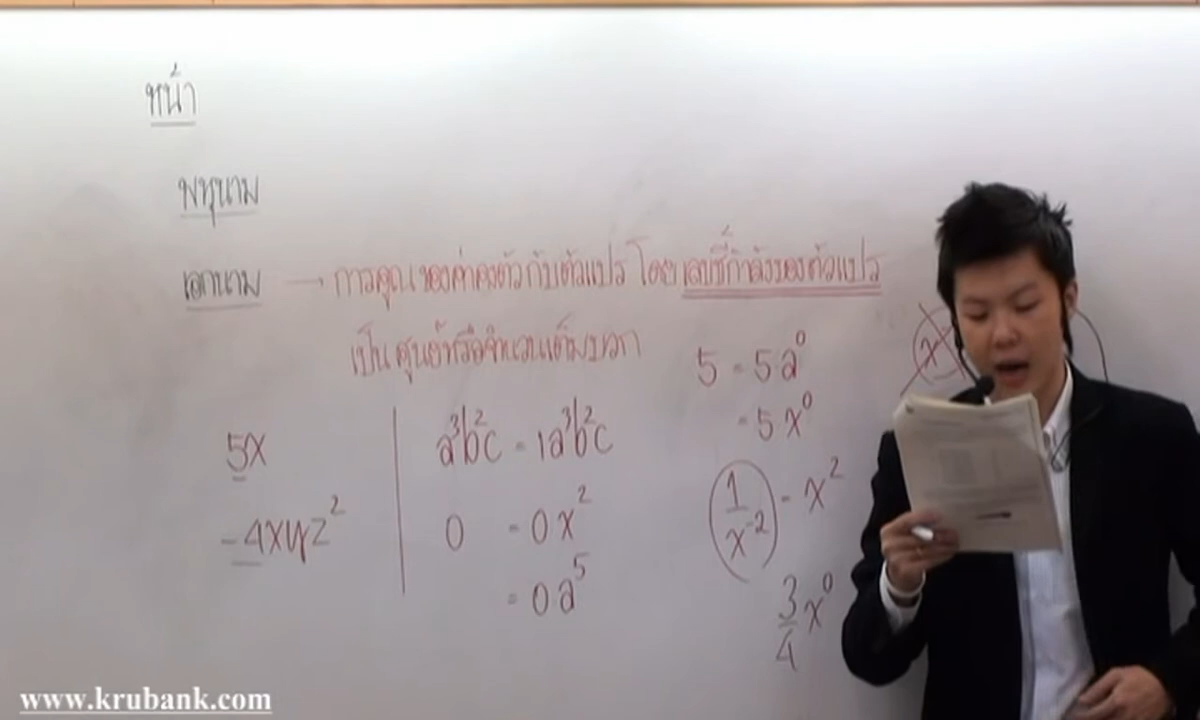 หน้า
พหุนาม
เอกนาม → การคูณของค่าคงตัวกับตัวแปร โดยเลขชี้กำลังของตัวแปร
เป็นศูนย์หรือจำนวนเต็มบวก
5 = 5a⁰
= 5x⁰
5x
-4xyz²
a³b²c = 1a³b²c
0 = 0x²
= 0a⁵
1/x⁻² = x²
3/4 x⁰
www.krubank.com